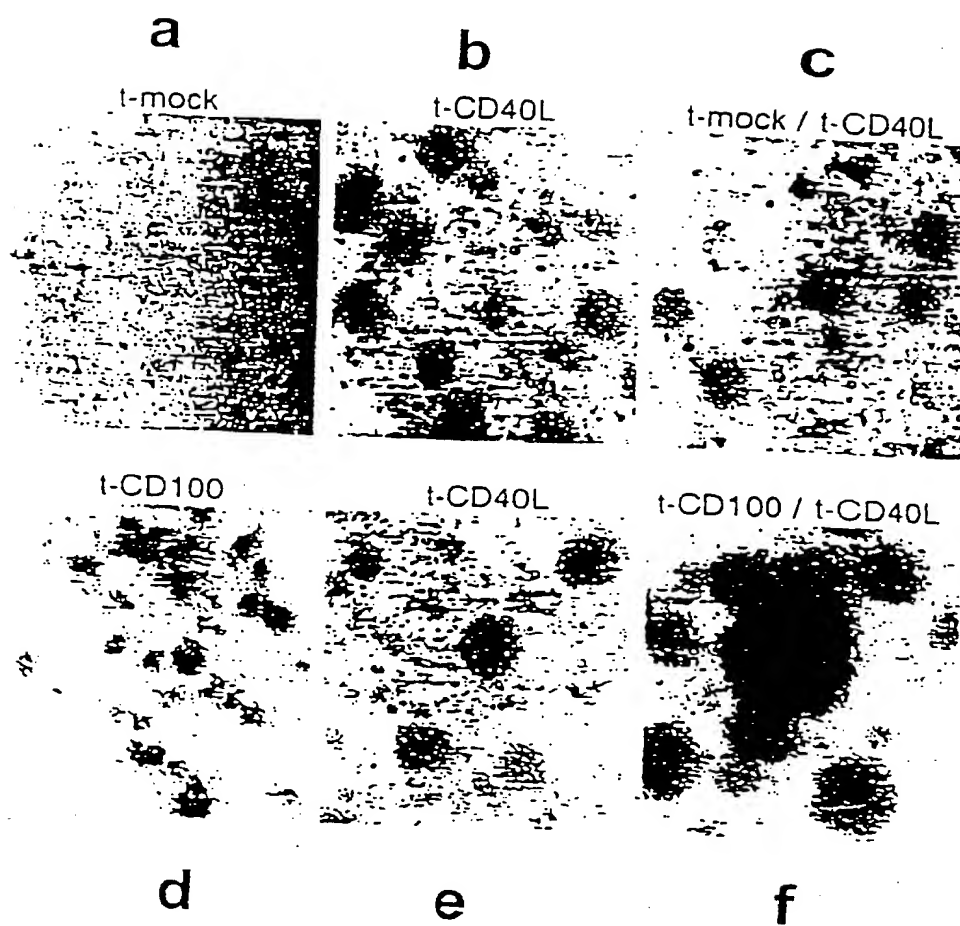 a
b
c
t-mock
t-CD40L
t-mock / t-CD40L
t-CD100
t-CD40L
t-CD100 / t-CD40L
d
e
f